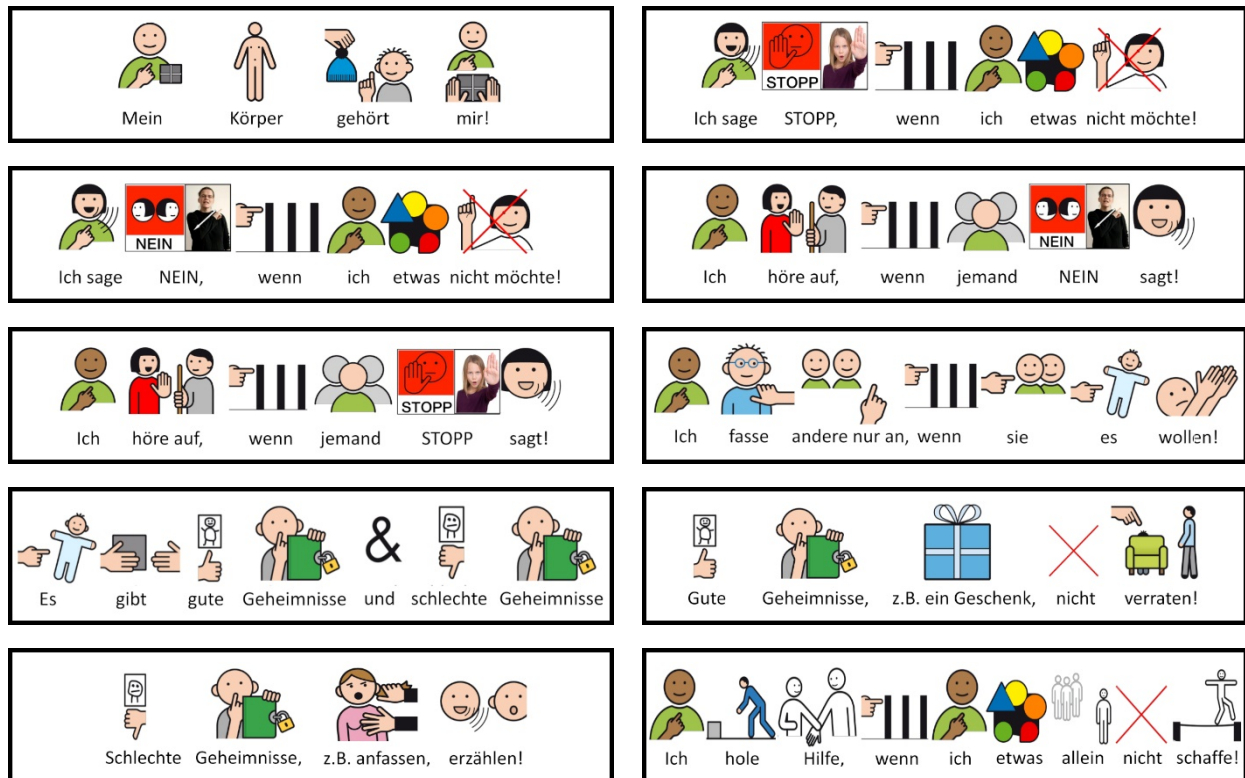 Mein Körper gehört mir!
STOPP
Ich sage STOPP, wenn ich etwas nicht möchte!
NEIN
Ich sage NEIN, wenn ich etwas nicht möchte!
NEIN
Ich höre auf, wenn jemand NEIN sagt!
STOPP
Ich höre auf, wenn jemand STOPP sagt!
Ich fasse andere nur an, wenn sie es wollen!
&
Es gibt gute Geheimnisse und schlechte Geheimnisse
Gute Geheimnisse, z.B. ein Geschenk, nicht verraten!
Schlechte Geheimnisse, z.B. anfassen, erzählen!
Ich hole Hilfe, wenn ich etwas allein nicht schaffe!